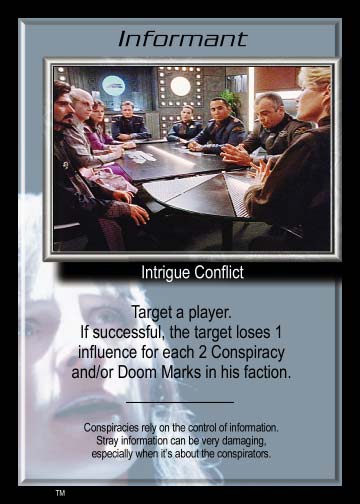 Informant
Intrigue Conflict
Target a player.
If successful, the target loses 1
influence for each 2 Conspiracy
and/or Doom Marks in his faction.
Conspiracies rely on the control of information.
Stray information can be very damaging,
especially when it's about the conspirators.
TM